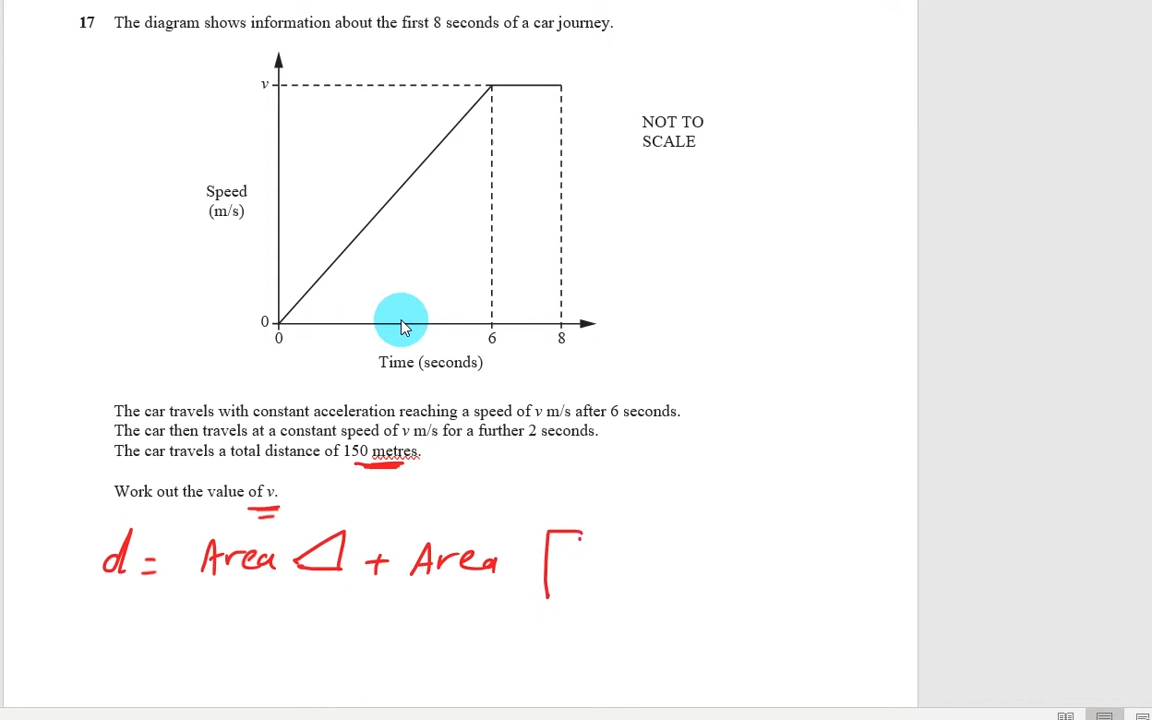 17 The diagram shows information about the first 8 seconds of a car journey.
v
NOT TO
SCALE
Speed
(m/s)
0
0 6 8
Time (seconds)
The car travels with constant acceleration reaching a speed of v m/s after 6 seconds.
The car then travels at a constant speed of v m/s for a further 2 seconds.
The car travels a total distance of 150 metres.
Work out the value of v.
d = Area + Area